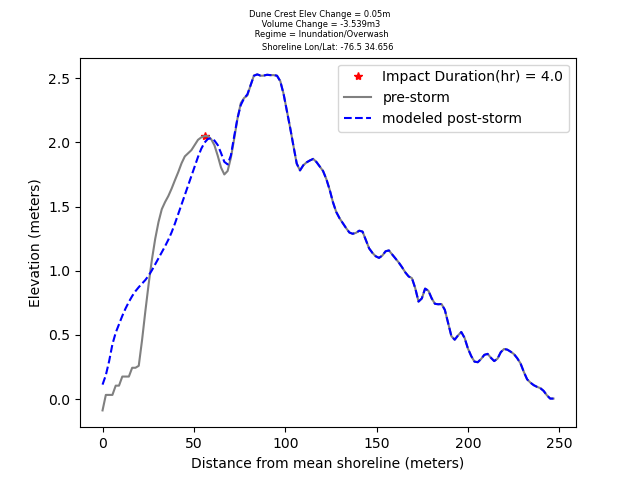 Dune Crest Elev Change = 0.05m
Volume Change = -3.539m3
Regime = Inundation/Overwash
Shoreline Lon/Lat: -76.5 34.656
Impact Duration(hr) = 4.0
pre-storm
modeled post-storm
Elevation (meters)
2.5
2.0
1.5
1.0
0.5
0.0
0 50 100 150 200 250
Distance from mean shoreline (meters)